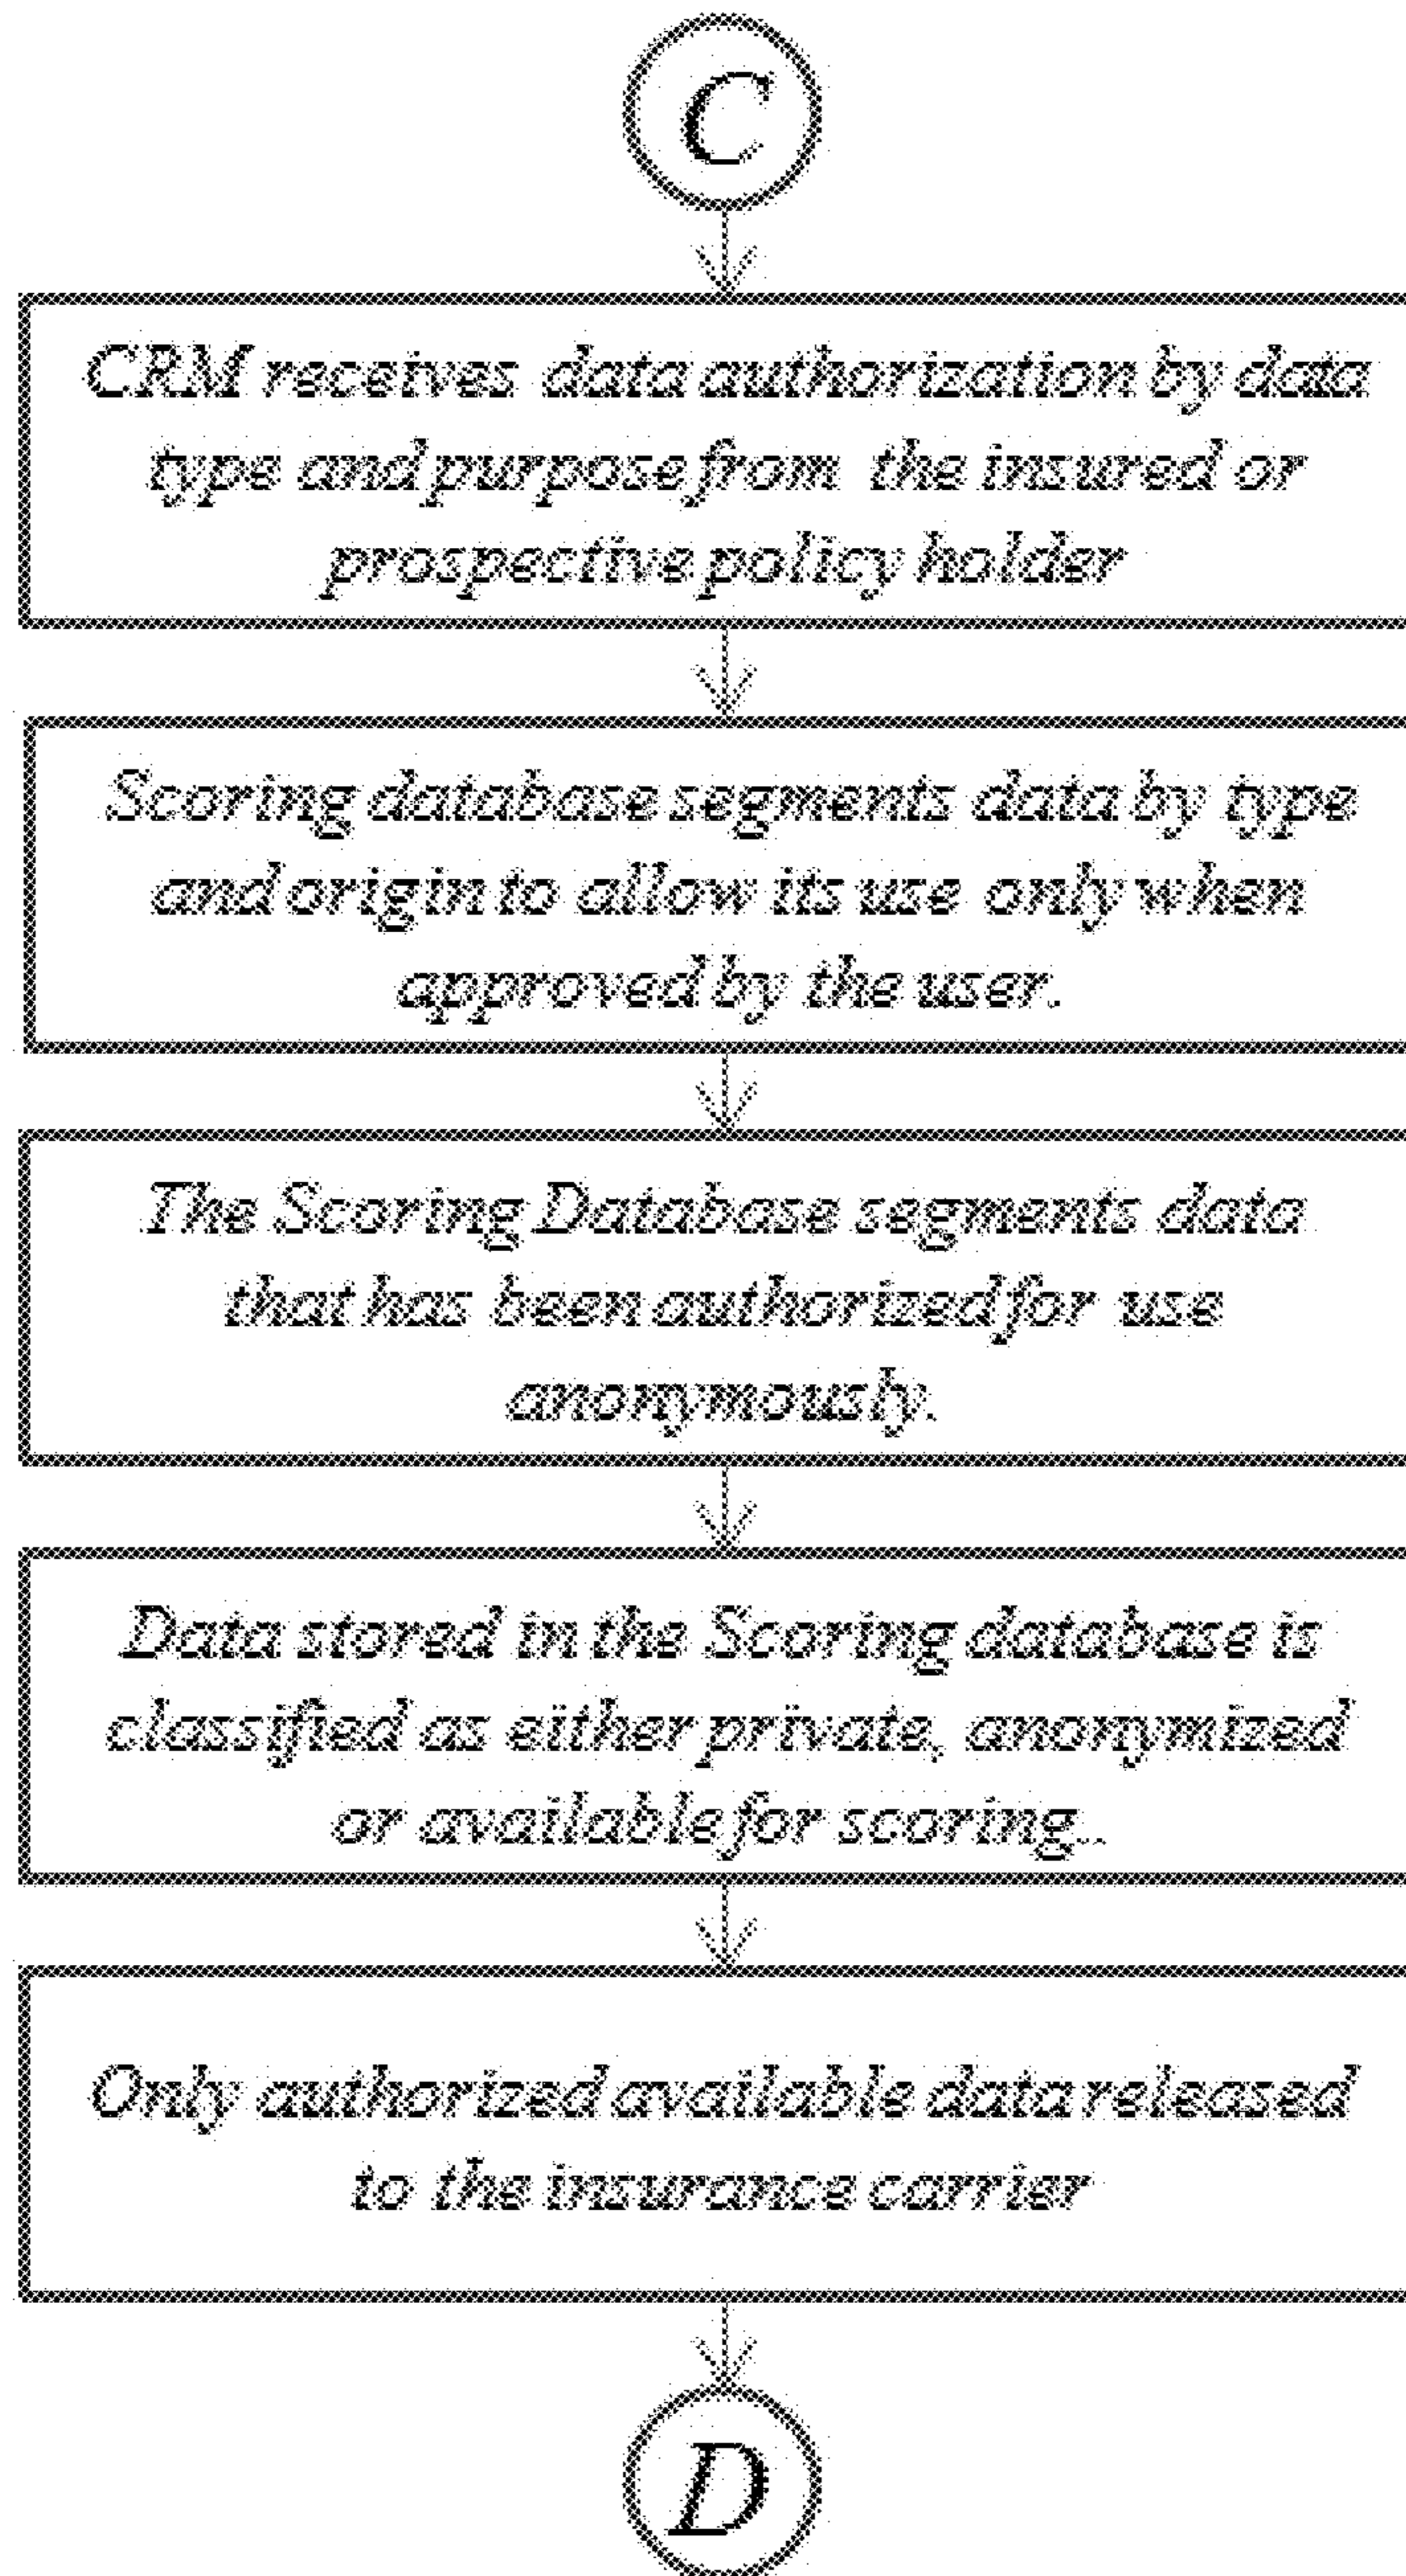 C
CRM receives data authorization by data
type and purpose from the insured or
prospective policy holder
Scoring database segments data by type
and origin to allow its use only when
approved by the user.
The Scoring Database segments data
that has been authorized for use
anonymously.
Data stored in the Scoring database is
classified as either private, anonymized
or available for scoring..
Only authorized available data released
to the insurance carrier
D